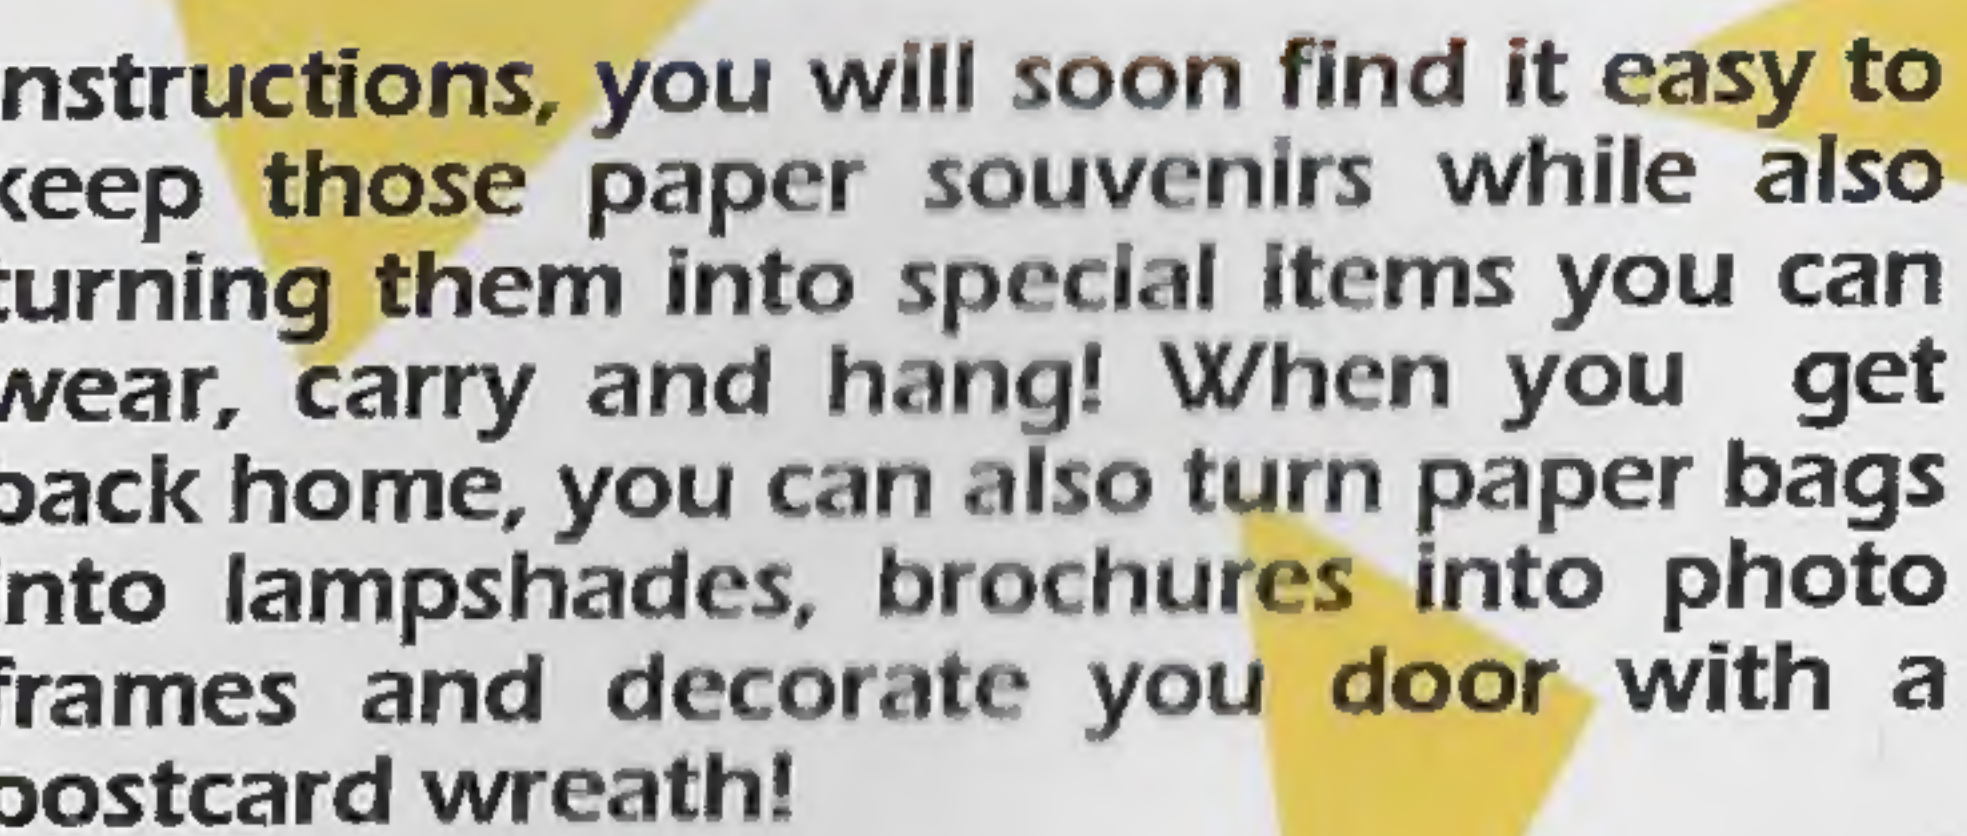 instructions, you will soon find it easy to
keep those paper souvenirs while also
turning them into special items you can
wear, carry and hang! When you get
back home, you can also turn paper bags
into lampshades, brochures into photo
frames and decorate you door with a
postcard wreath!